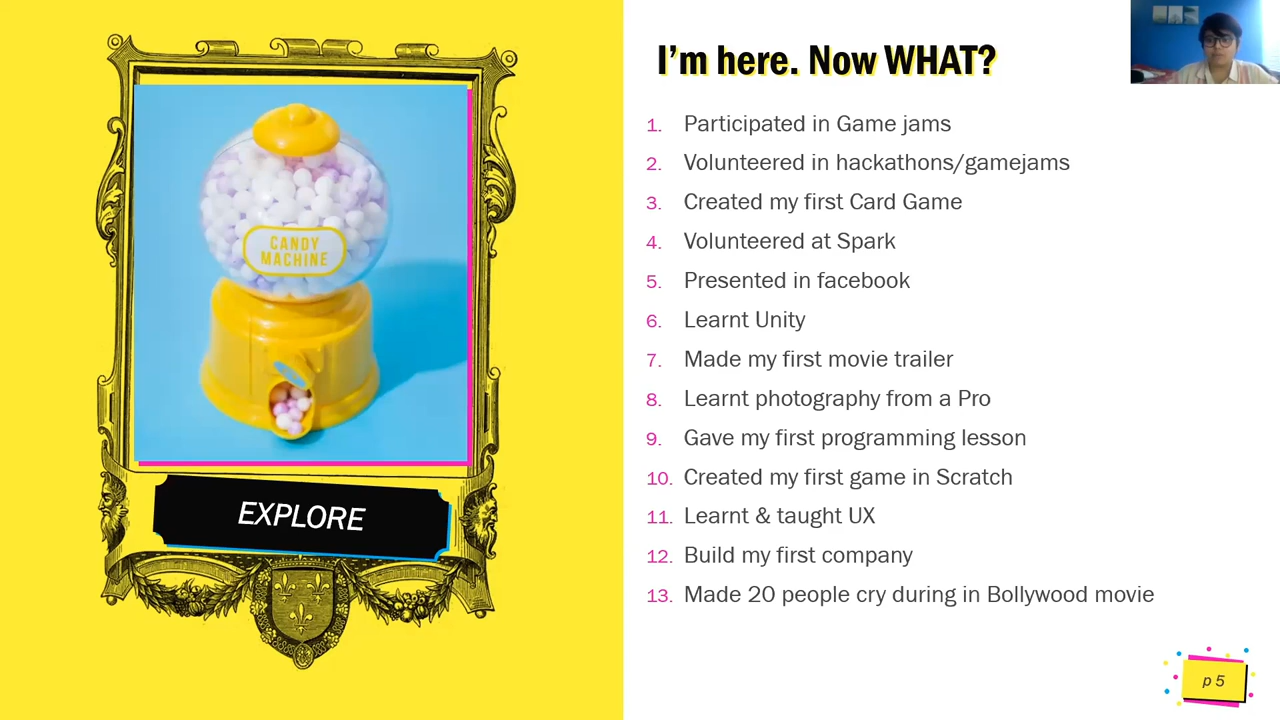 I'm here. Now WHAT?
CANDY
MACHINE
EXPLORE
1. Participated in Game jams
2. Volunteered in hackathons/gamejams
3. Created my first Card Game
4. Volunteered at Spark
5. Presented in facebook
6. Learnt Unity
7. Made my first movie trailer
8. Learnt photography from a Pro
9. Gave my first programming lesson
10. Created my first game in Scratch
11. Learnt & taught UX
12. Build my first company
13. Made 20 people cry during in Bollywood movie
p 5